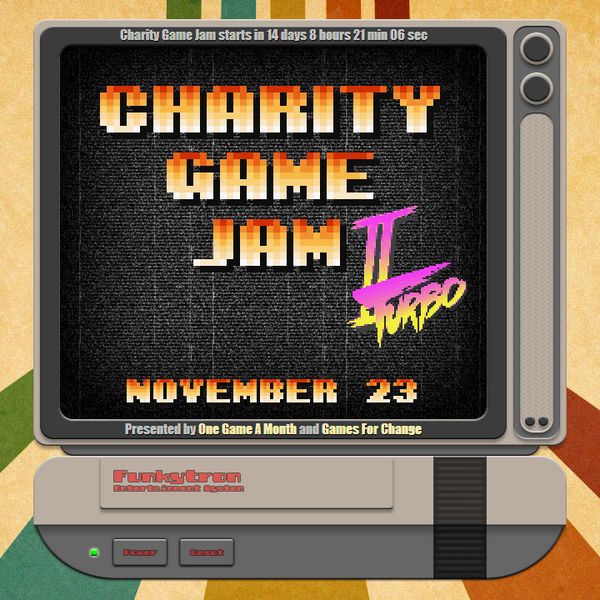 Charity Game Jam starts in 14 days 8 hours 21 min 06 sec
CHARITY
GAME
JAM II
TURBO
NOVEMBER 23
Presented by One Game A Month and Games For Change
Funkytron
Entertainment System
Power Reset